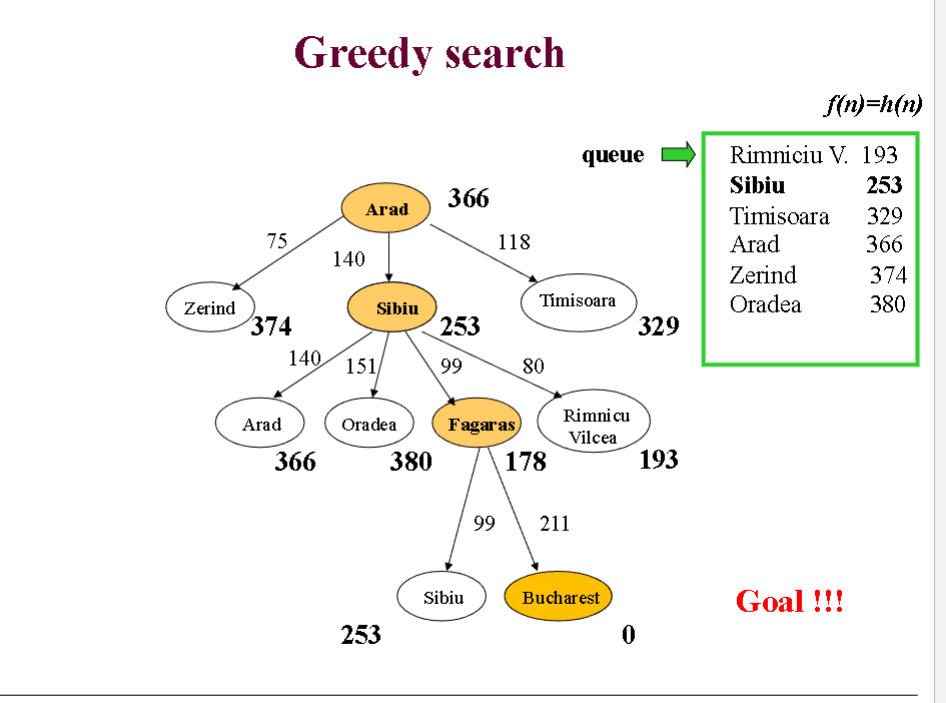 Greedy search
f(n)=h(n)
queue
Rimniciu V. 193
Sibiu 253
Timisoara 329
Arad 366
Zerind 374
Oradea 380
Arad 366
75
140
118
Zerind
374
Sibiu
253
Timisoara
329
140
151
99
80
Arad
366
Oradea
380
Fagaras
178
Rimnicu
Vilcea
193
99
211
Sibiu
253
Bucharest
0
Goal !!!